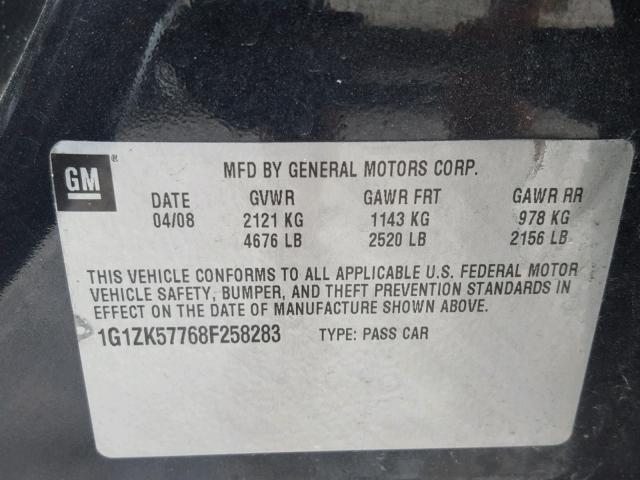 GM ®
MFD BY GENERAL MOTORS CORP.
DATE GVWR GAWR FRT GAWR RR
04/08 2121 KG 1143 KG 978 KG
4676 LB 2520 LB 2156 LB
THIS VEHICLE CONFORMS TO ALL APPLICABLE U.S. FEDERAL MOTOR
VEHICLE SAFETY, BUMPER, AND THEFT PREVENTION STANDARDS IN
EFFECT ON THE DATE OF MANUFACTURE SHOWN ABOVE.
1G1ZK57768F258283 TYPE: PASS CAR